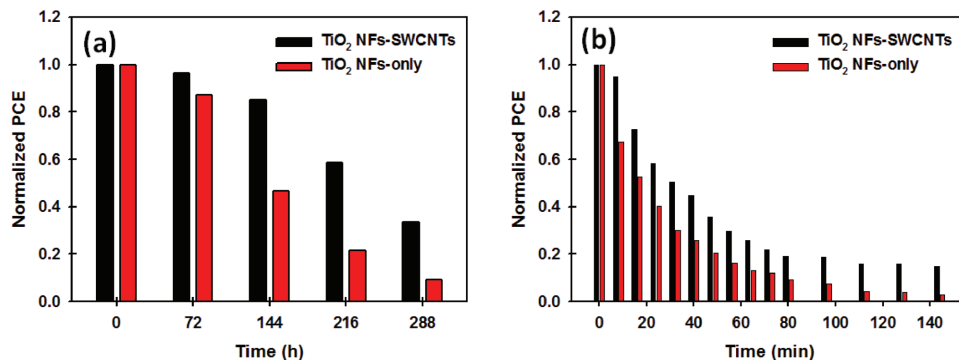 (a)
TiO₂ NFs-SWCNTs
TiO₂ NFs-only
Normalized PCE
1.2
1.0
0.8
0.6
0.4
0.2
0.0
0 72 144 216 288
Time (h)
(b)
TiO₂ NFs-SWCNTs
TiO₂ NFs-only
Normalized PCE
1.2
1.0
0.8
0.6
0.4
0.2
0.0
0 20 40 60 80 100 120 140
Time (min)